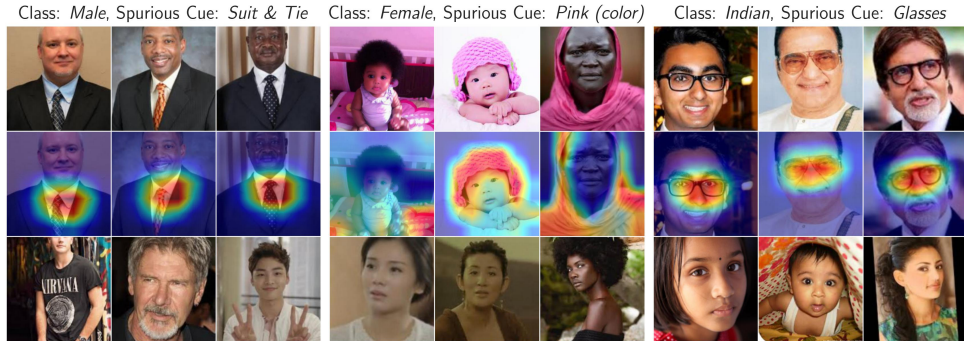 Class: Male, Spurious Cue: Suit & Tie
Class: Female, Spurious Cue: Pink (color)
Class: Indian, Spurious Cue: Glasses
NIRVANA